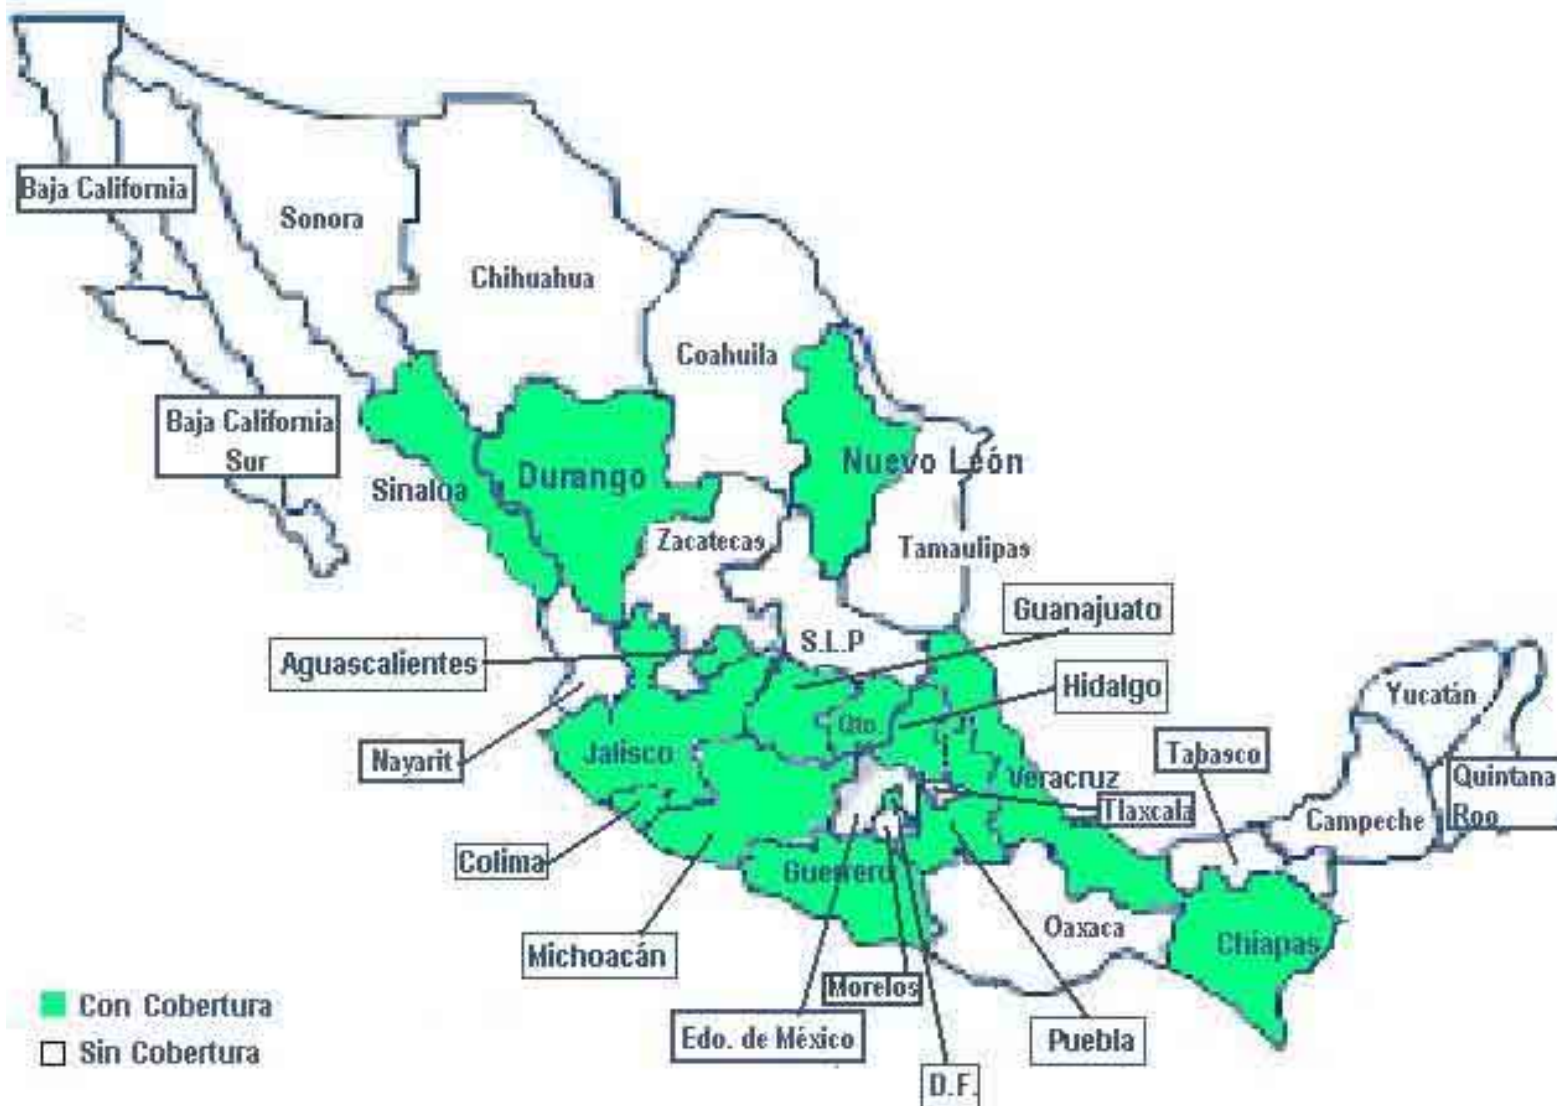 Baja California
Sonora
Chihuahua
Coahuila
Baja California
Sur
Sinaloa
Durango
Nuevo León
Zacatecas
Tamaulipas
Guanajuato
S.L.P
Aguascalientes
Hidalgo
Yucatán
Qto.
Nayarit
Jalisco
Tabasco
Veracruz
Quintana
Roo
Tlaxcala
Campeche
Colima
Guerrero
Oaxaca
Chiapas
Michoacán
Morelos
Edo. de México
Puebla
D.F.
Con Cobertura
Sin Cobertura